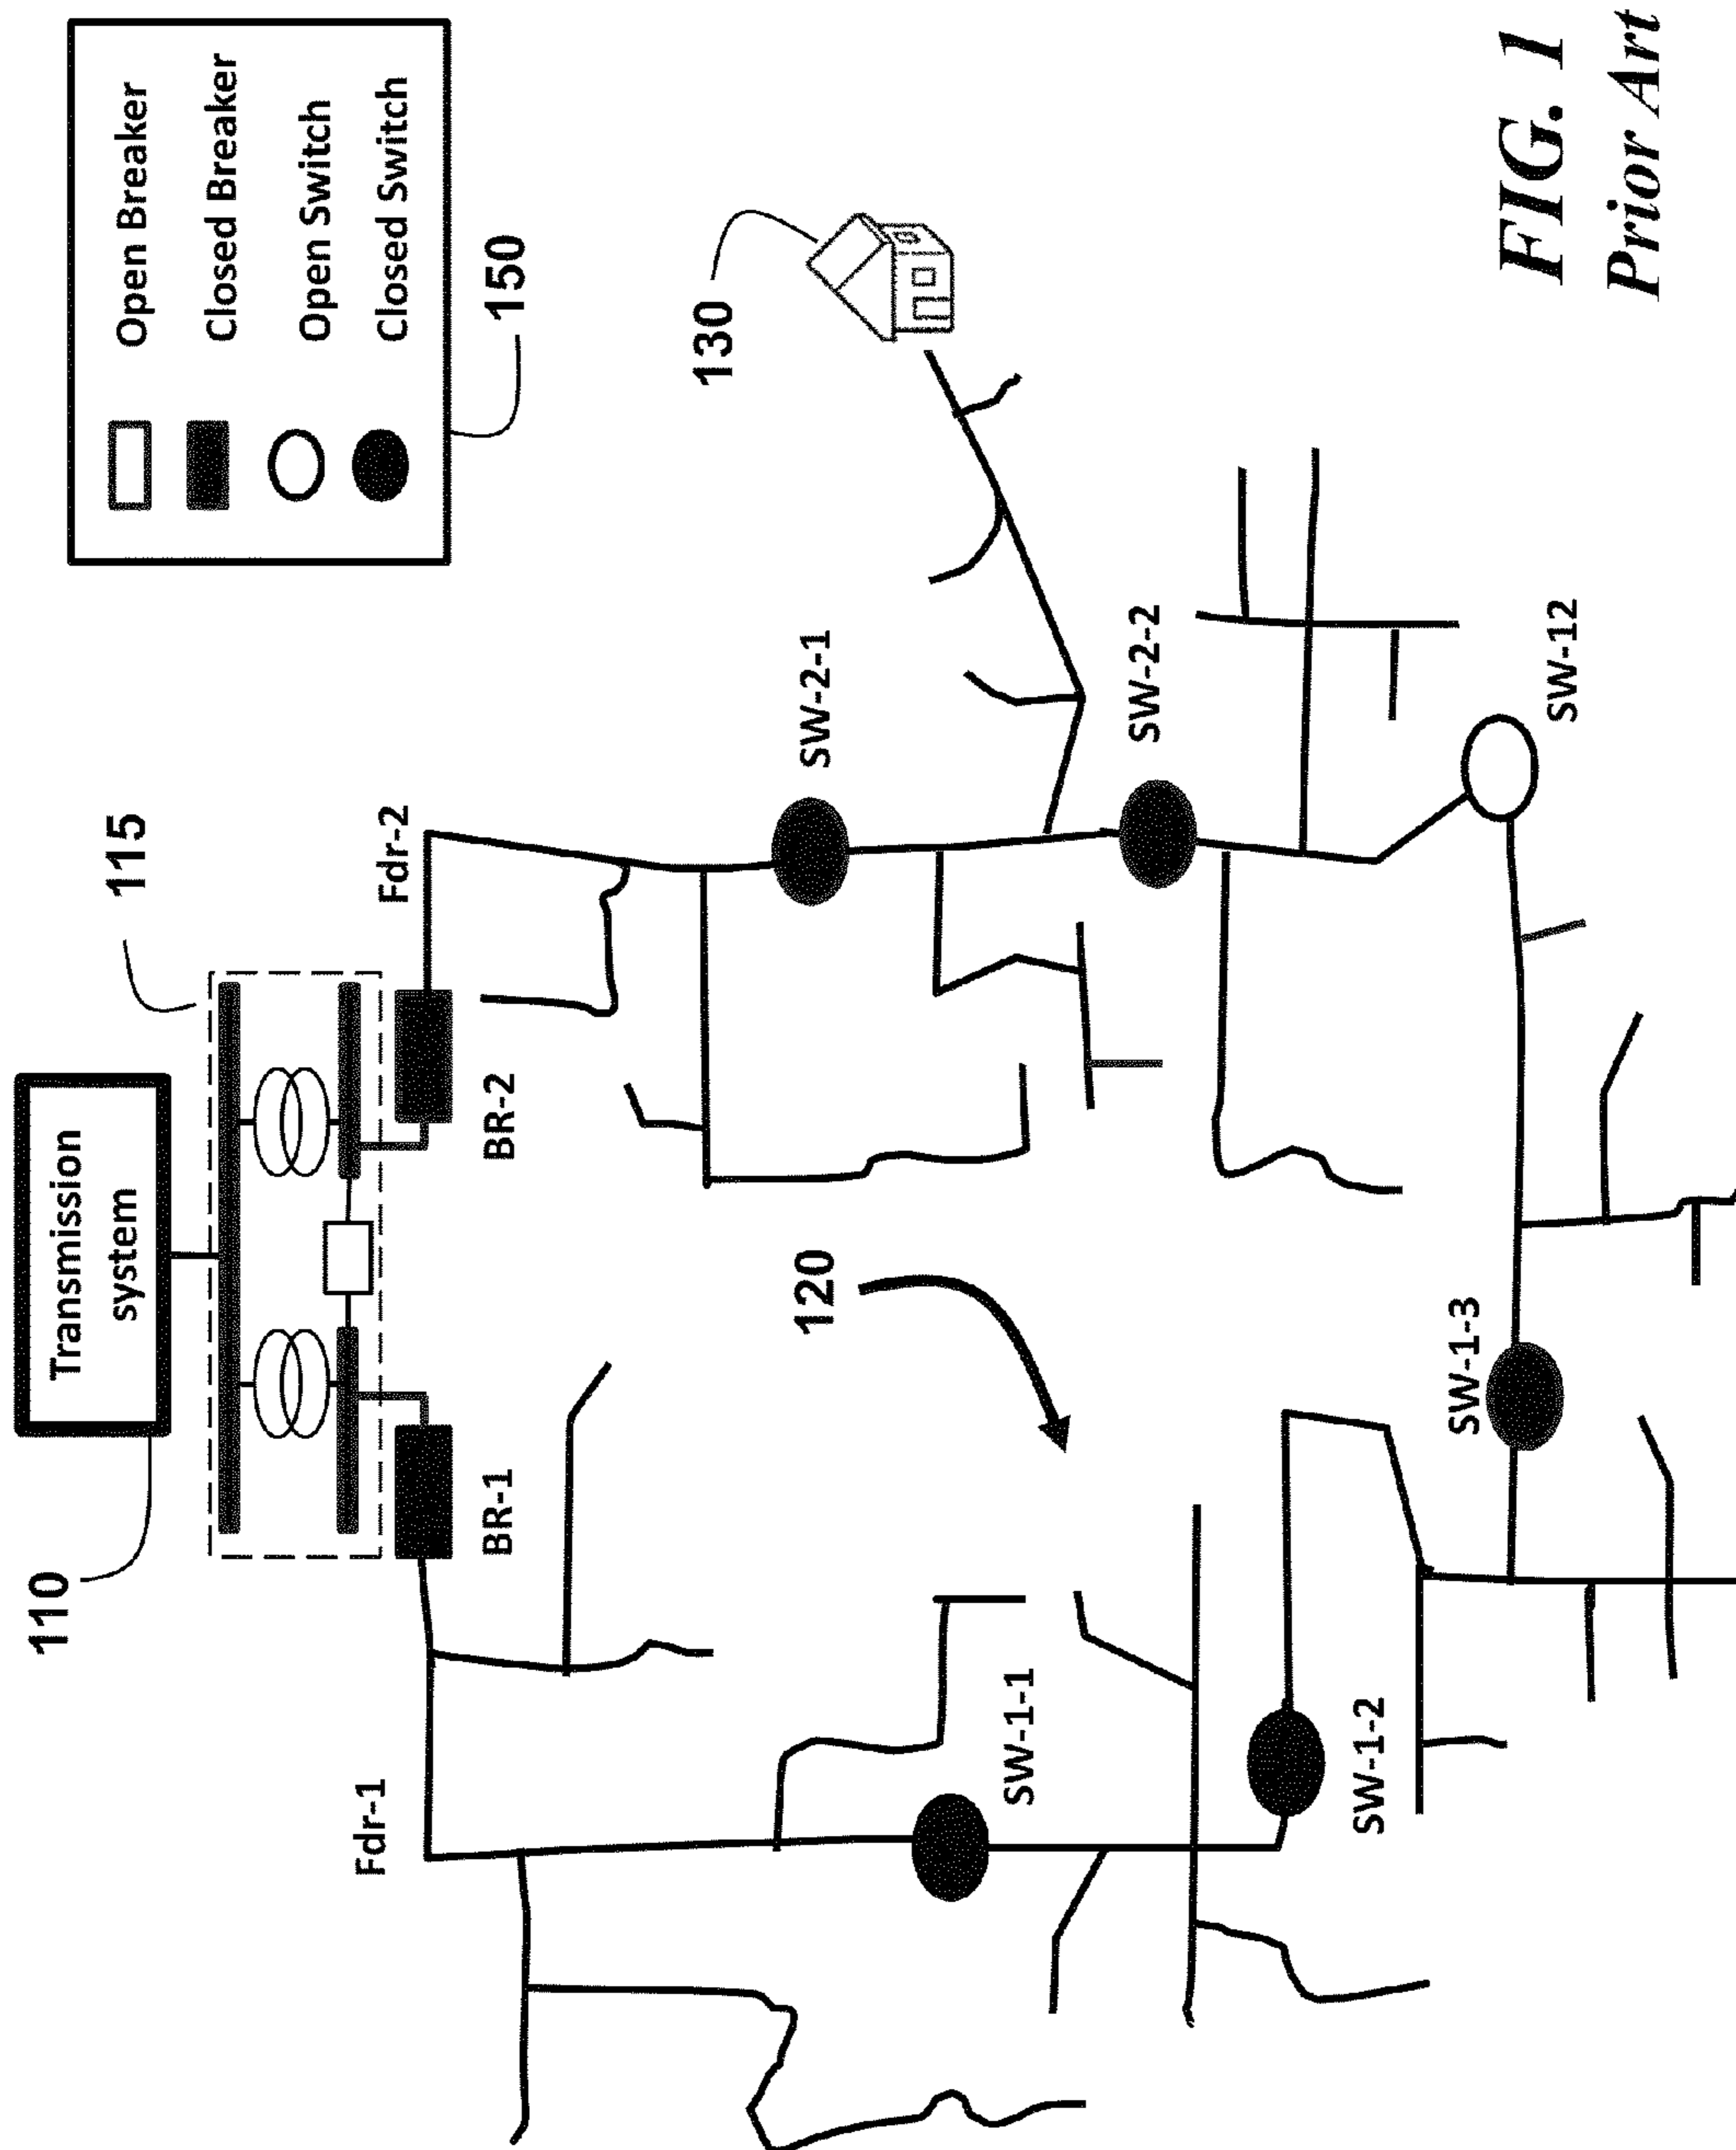 110
Transmission
system
115
Open Breaker
Closed Breaker
Open Switch
Closed Switch
150
BR-1
BR-2
Fdr-1
Fdr-2
130
120
SW-2-1
SW-1-1
SW-2-2
SW-1-2
SW-1-3
SW-12
FIG. 1
Prior Art